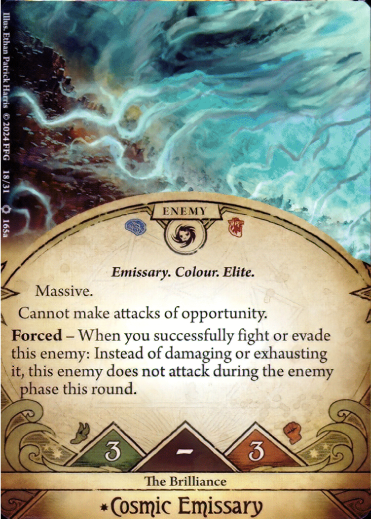 Illus. Ethan Patrick Harris © 2024 FFG 18/31 165a
ENEMY
Emissary. Colour. Elite.
Massive.
Cannot make attacks of opportunity.
Forced – When you successfully fight or evade
this enemy: Instead of damaging or exhausting
it, this enemy does not attack during the enemy
phase this round.
3 – 3
The Brilliance
*Cosmic Emissary